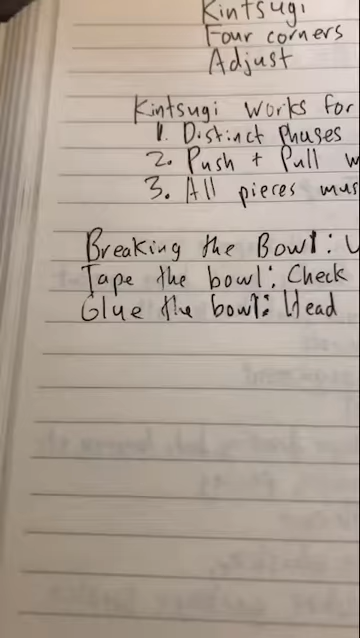 Kintsugi
Four corners
Adjust
Kintsugi works for
1. Distinct phases
2. Push + Pull w
3. All pieces mus
Breaking the Bowl:
Tape the bowl: Check
Glue the bowl: Head